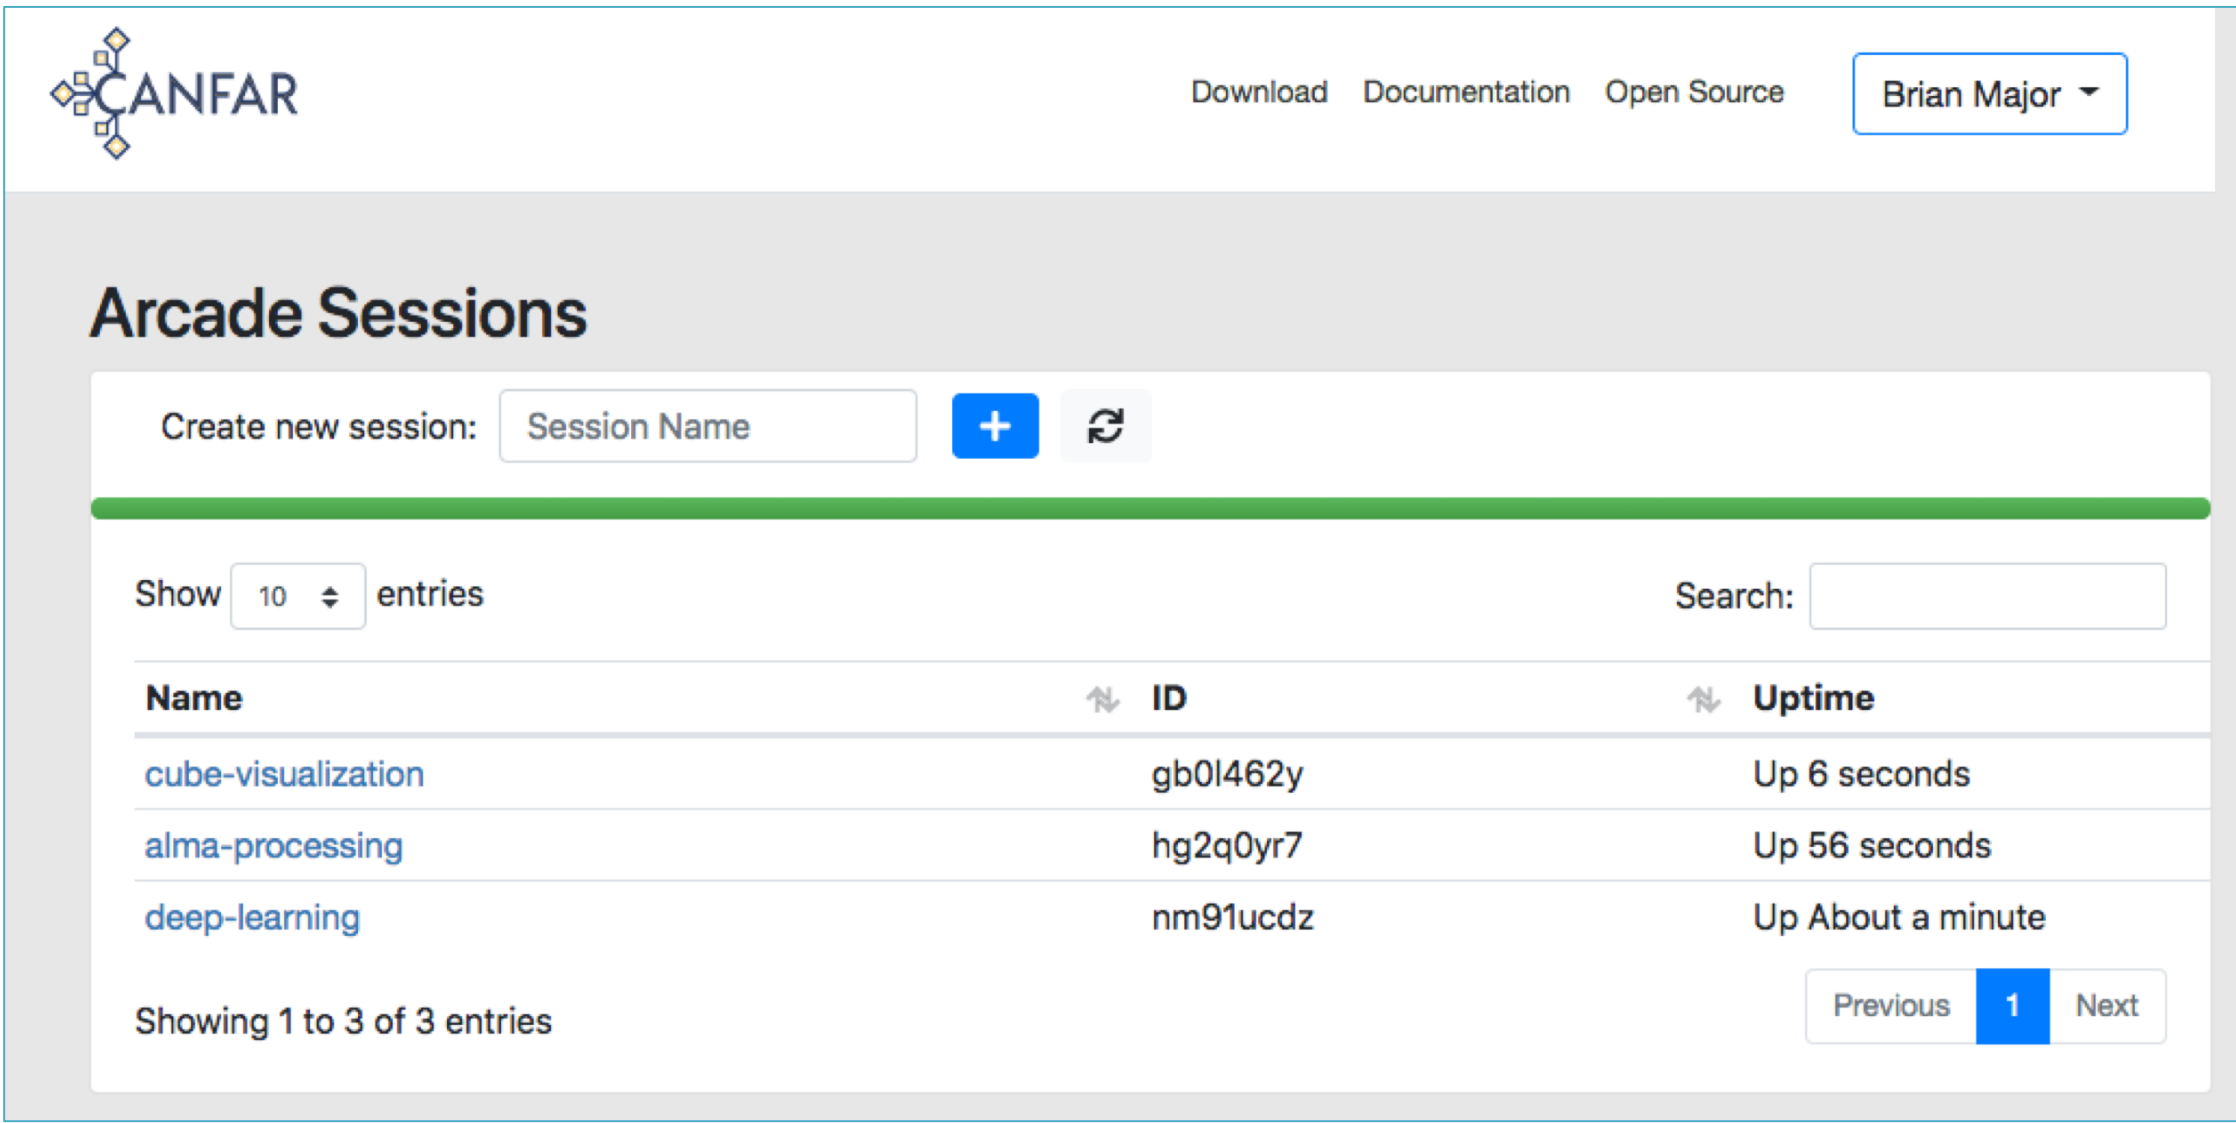 CANFAR
Download Documentation Open Source Brian Major
Arcade Sessions
Create new session: Session Name
Show 10 entries Search:
Name ID Uptime
cube-visualization gb0l462y Up 6 seconds
alma-processing hg2q0yr7 Up 56 seconds
deep-learning nm91ucdz Up About a minute
Previous 1 Next
Showing 1 to 3 of 3 entries